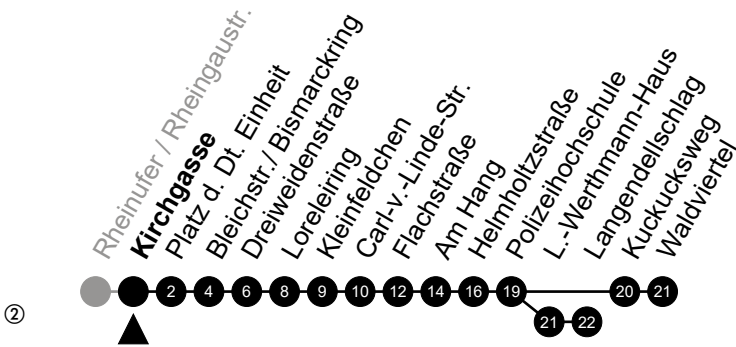 Rheinufer / Rheingaustr.
Kirchgasse
Platz d. Dt. Einheit
Bleichstr./ Bismarckring
Dreiweidenstraße
Loreleiring
Kleinfeldchen
Carl-v.-Linde-Str.
Flachstraße
Am Hang
Helmholtzstraße
Polizeihochschule
L.-Werthmann-Haus
Langendellschlag
Kuckucksweg
Waldviertel
2 4 6 8 9 10 12 14 16 19 20 21
② 21 22